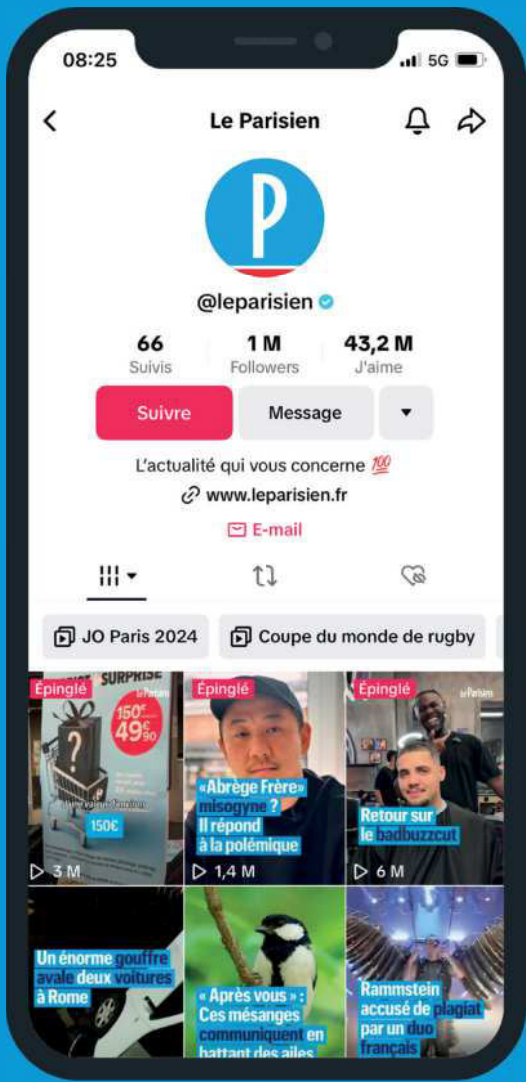 08:25
5G
Le Parisien
P
@leparisien
66
1 M
43,2 M
Suivis
Followers
J'aime
Suivre
Message
L'actualité qui vous concerne 💯
www.leparisien.fr
E-mail
JO Paris 2024
Coupe du monde de rugby
Épinglé
SURPRISE
le Parisien
150€
49€90
?
150€
3 M
Épinglé
«Abrège Frère»
misogyne ?
Il répond
à la polémique
1,4 M
Épinglé
le Parisien
Retour sur
le badbuzzcut
6 M
Un énorme gouffre
avale deux voitures
à Rome
« Après vous » :
Ces mésanges
communiquent en
battant des ailes
Rammstein
accusé de plagiat
par un duo
français